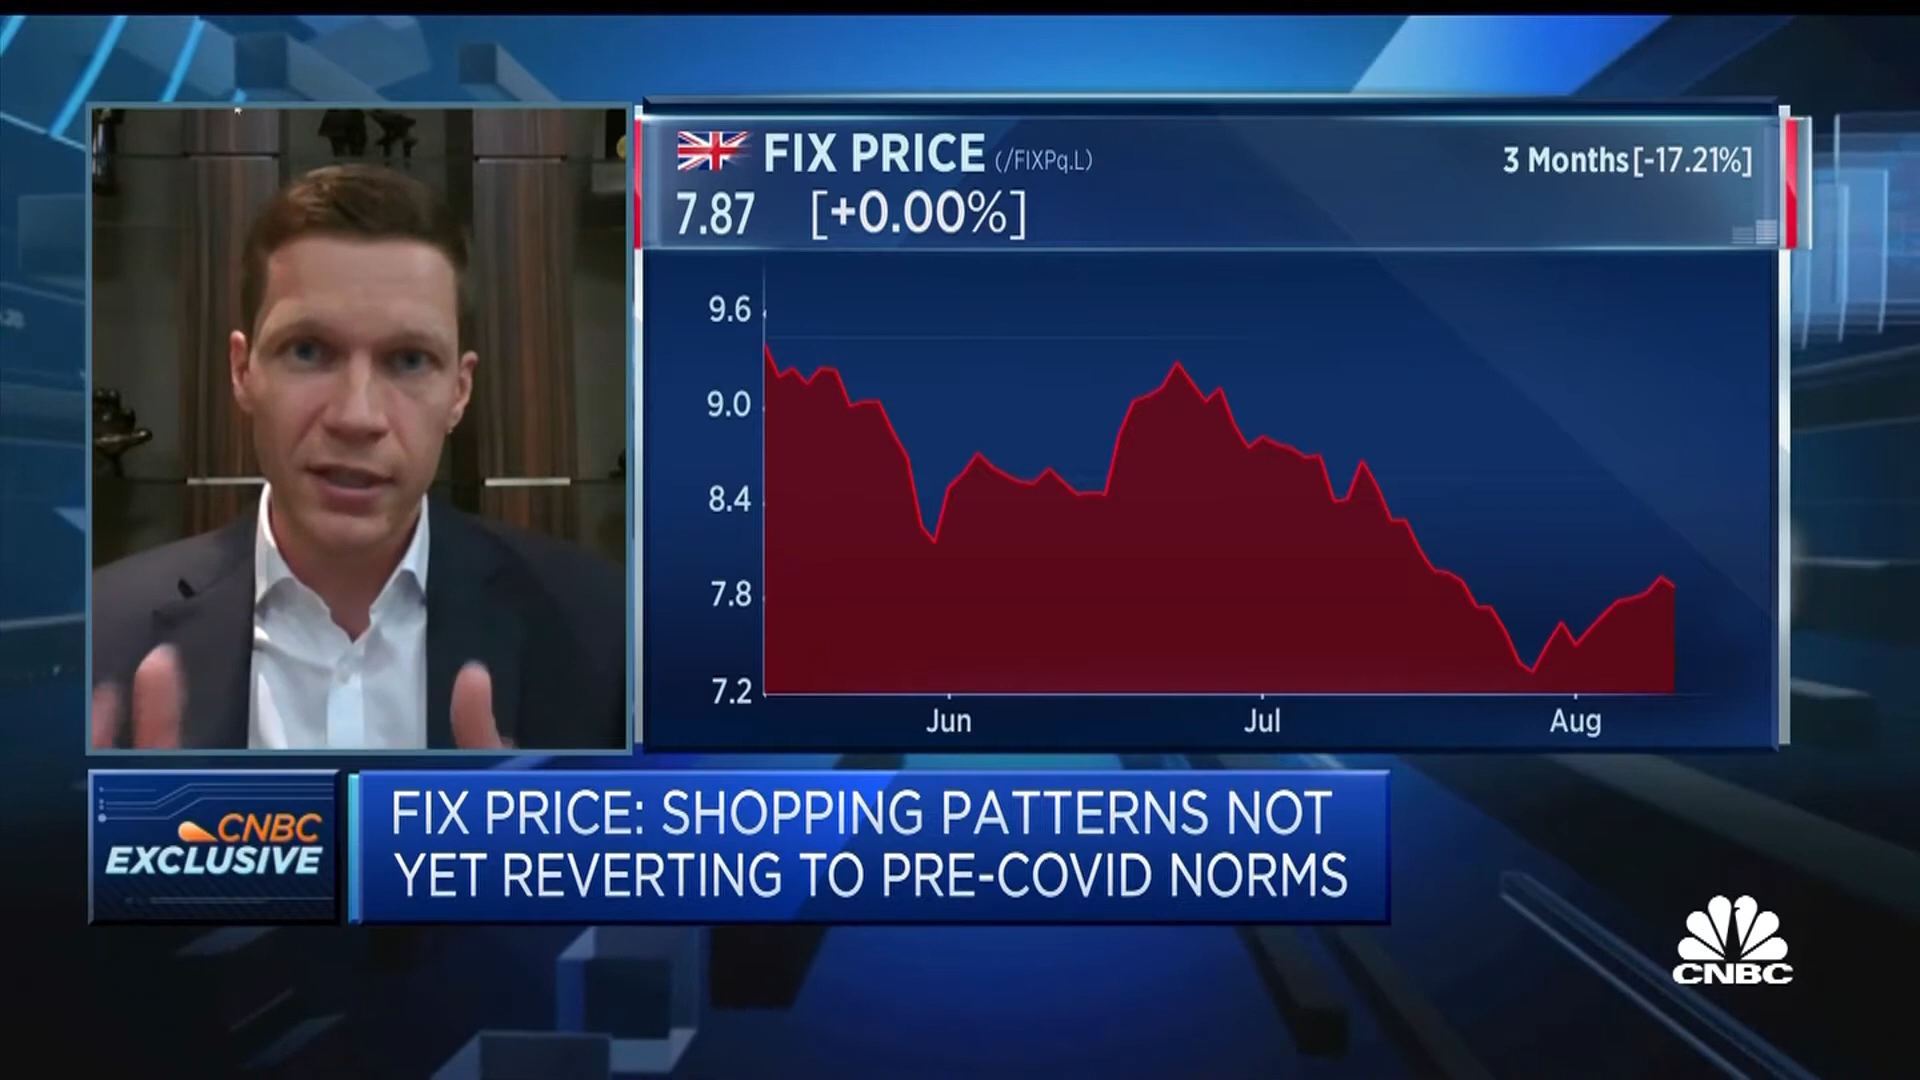 FIX PRICE (/FIXPq.L)
3 Months [-17.21%]
7.87 [+0.00%]
9.6
9.0
8.4
7.8
7.2
Jun Jul Aug
CNBC
EXCLUSIVE
FIX PRICE: SHOPPING PATTERNS NOT
YET REVERTING TO PRE-COVID NORMS
CNBC